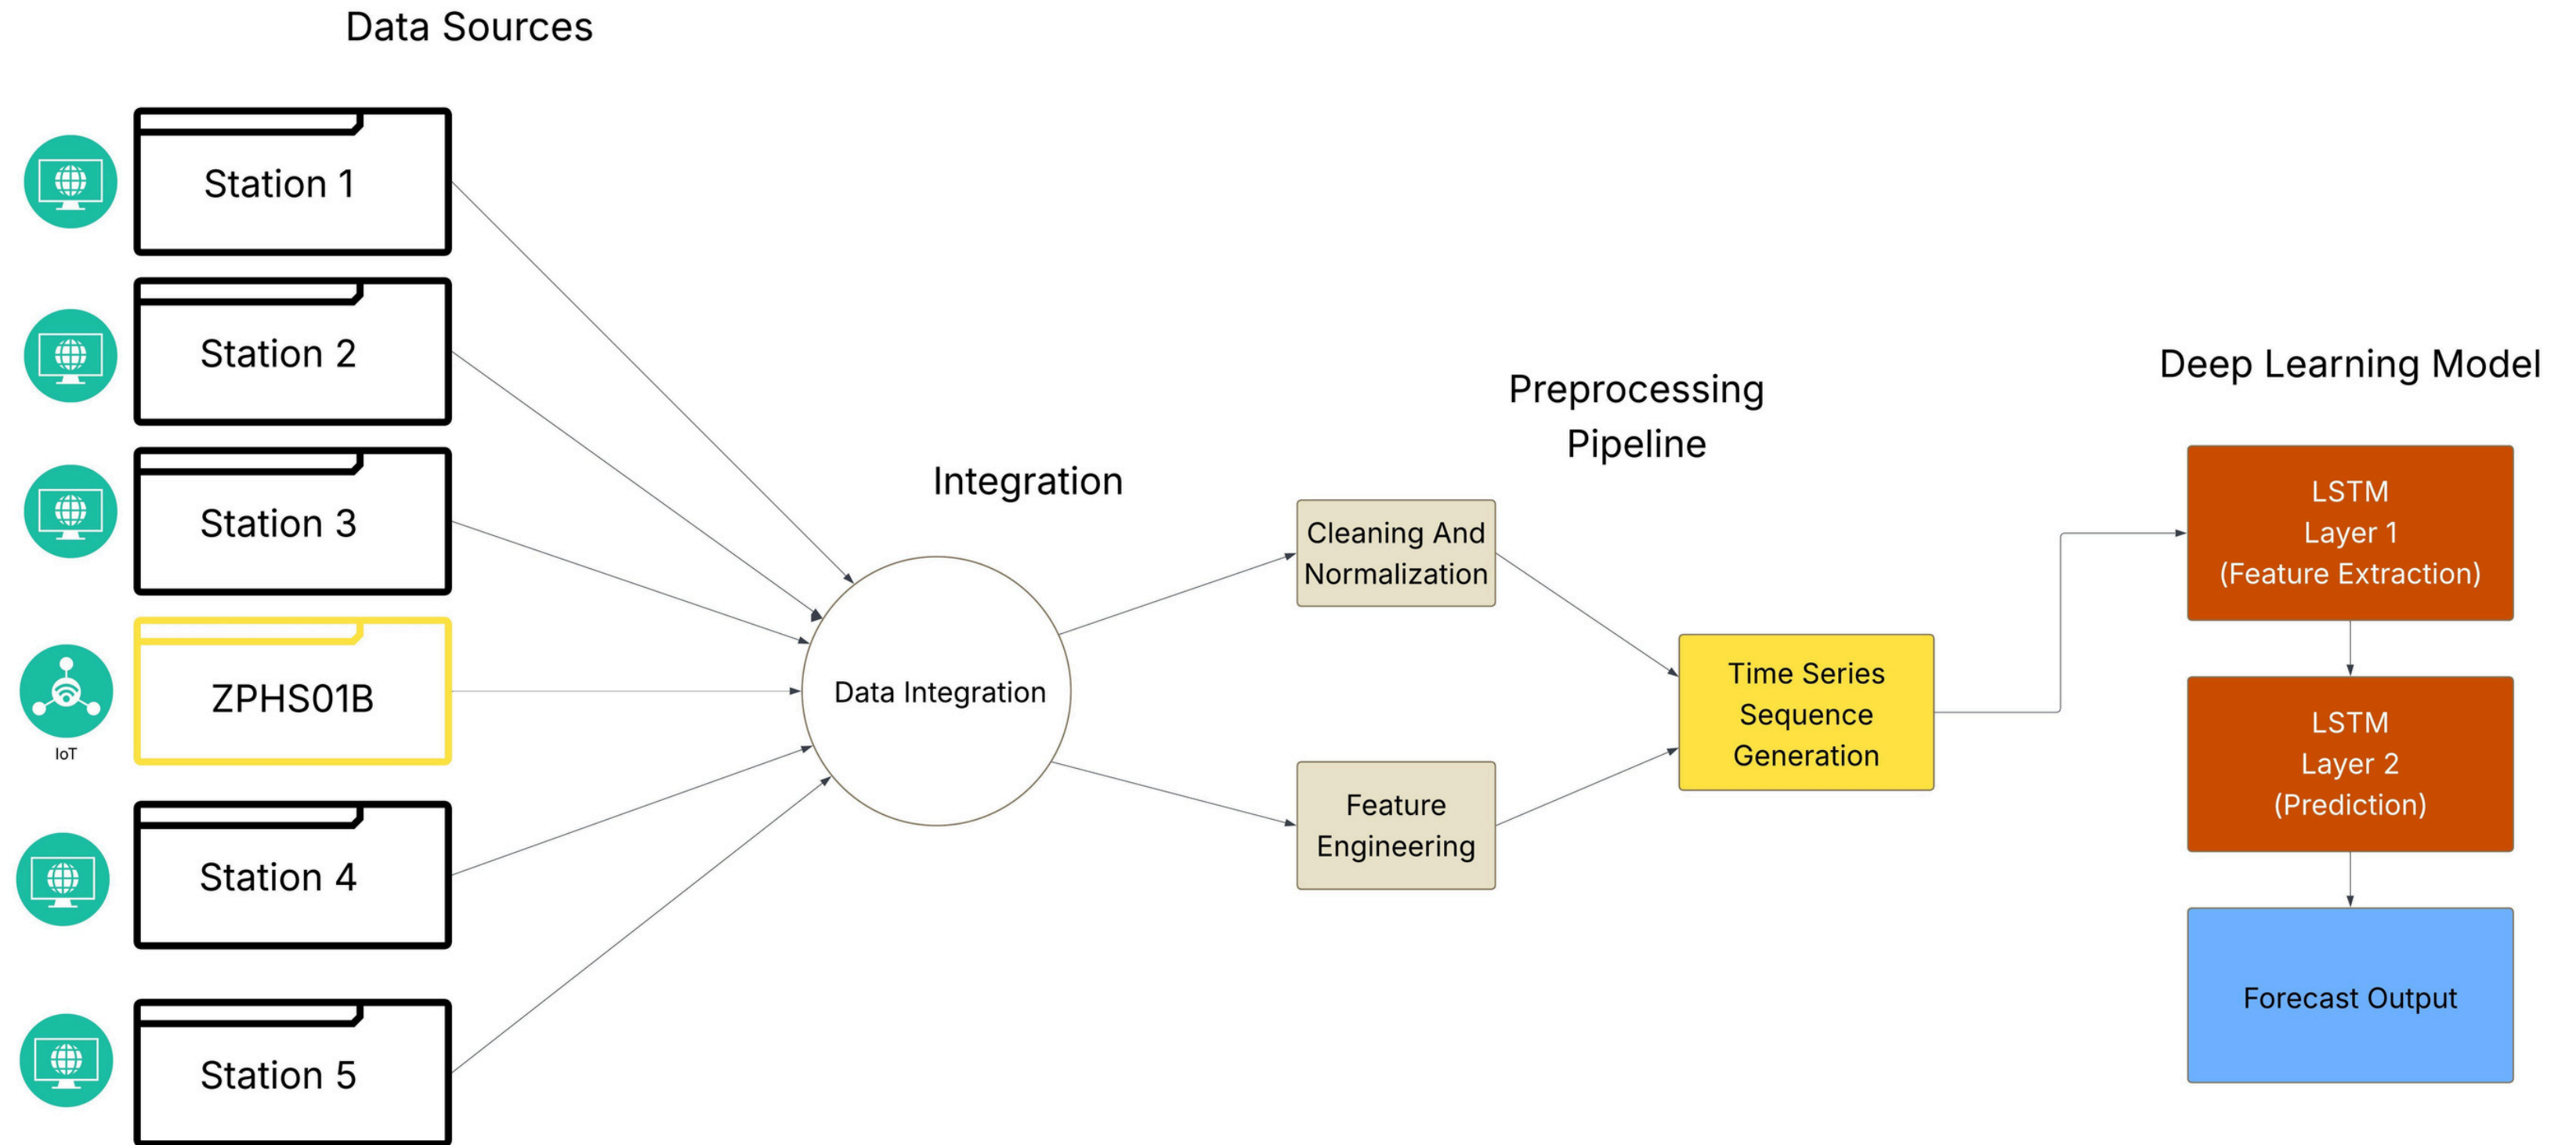 Data Sources
Station 1
Station 2
Station 3
ZPHS01B
IoT
Station 4
Station 5
Integration
Data Integration
Preprocessing
Pipeline
Cleaning And
Normalization
Feature
Engineering
Time Series
Sequence
Generation
Deep Learning Model
LSTM
Layer 1
(Feature Extraction)
LSTM
Layer 2
(Prediction)
Forecast Output